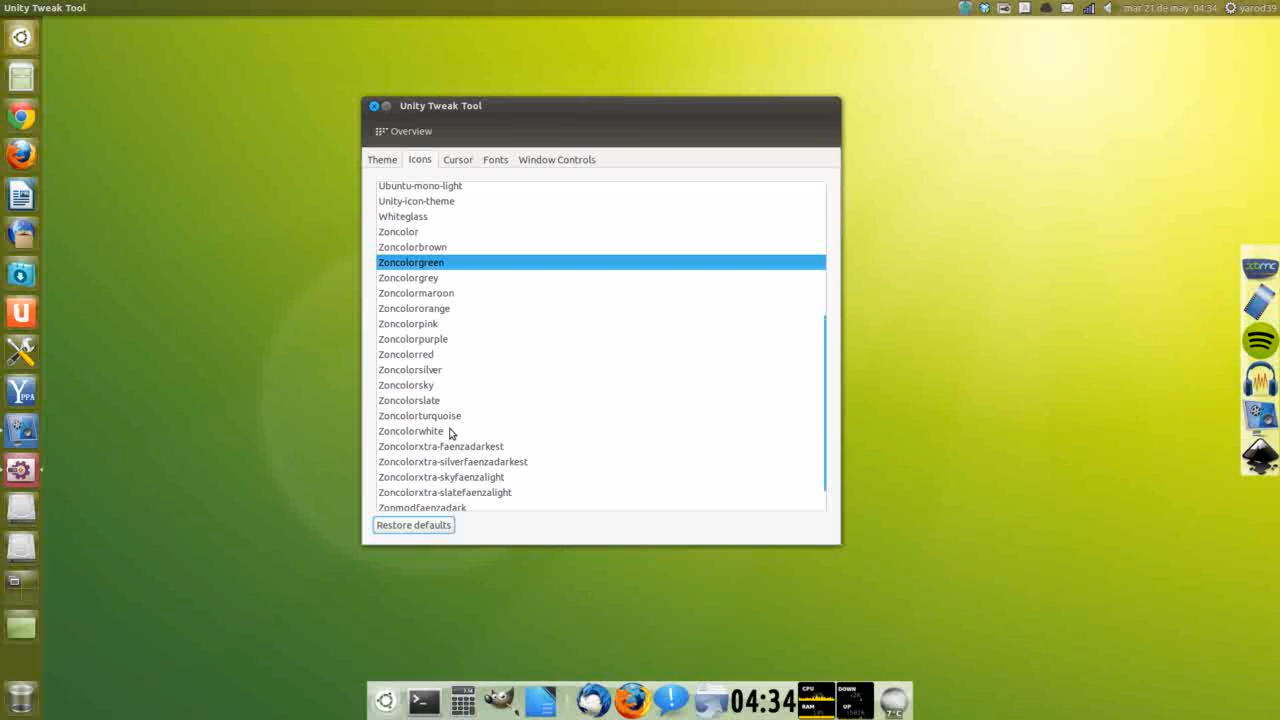 Unity Tweak Tool
mar 21 de may, 04:34
yarod39
Unity Tweak Tool
Overview
Theme Icons Cursor Fonts Window Controls
Ubuntu-mono-light
Unity-icon-theme
Whiteglass
Zoncolor
Zoncolorbrown
Zoncolorgreen
Zoncolorgrey
Zoncolormaroon
Zoncolororange
Zoncolorpink
Zoncolorpurple
Zoncolorred
Zoncolorsilver
Zoncolorsky
Zoncolorslate
Zoncolorturquoise
Zoncolorwhite
Zoncolorxtra-faenzadarkest
Zoncolorxtra-silverfaenzadarkest
Zoncolorxtra-skyfaenzalight
Zoncolorxtra-slatefaenzalight
Zonmodfaenzadark
Restore defaults
U
YPPA
xbmc
04:34
CPU
RAM
DOWN
UP
7°C